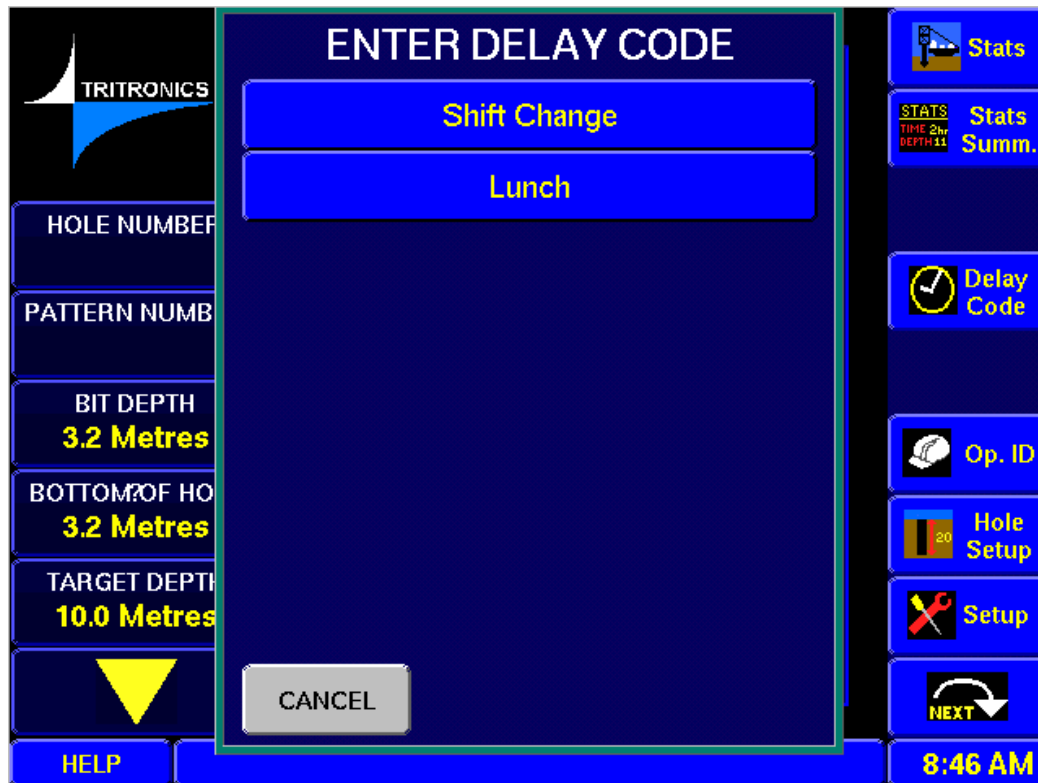 TRITRONICS
HOLE NUMBER
PATTERN NUMB
BIT DEPTH
3.2 Metres
BOTTOM?OF HO
3.2 Metres
TARGET DEPTH
10.0 Metres
HELP
ENTER DELAY CODE
Shift Change
Lunch
CANCEL
Stats
STATS
TIME 2hr
DEPTH 11
Stats
Summ.
Delay
Code
Op. ID
20
Hole
Setup
Setup
NEXT
8:46 AM